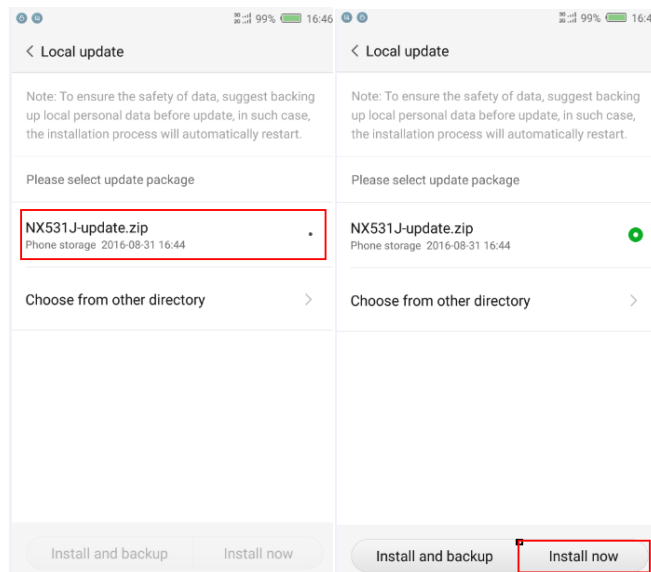 99% 16:46
Local update
Note: To ensure the safety of data, suggest backing
up local personal data before update, in such case,
the installation process will automatically restart.
Please select update package
NX531J-update.zip
Phone storage 2016-08-31 16:44
Choose from other directory
Install and backup Install now
99% 16:4
Local update
Note: To ensure the safety of data, suggest backing
up local personal data before update, in such case,
the installation process will automatically restart.
Please select update package
NX531J-update.zip
Phone storage 2016-08-31 16:44
Choose from other directory
Install and backup Install now